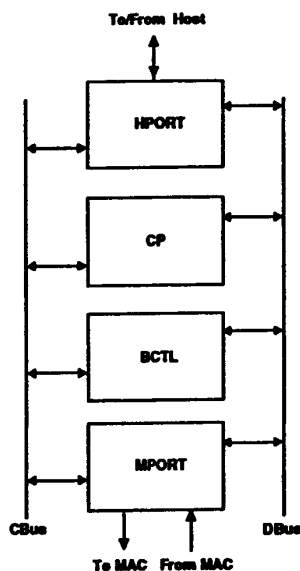 To/From Host
HPORT
CP
BCTL
MPORT
CBus
DBus
To MAC From MAC